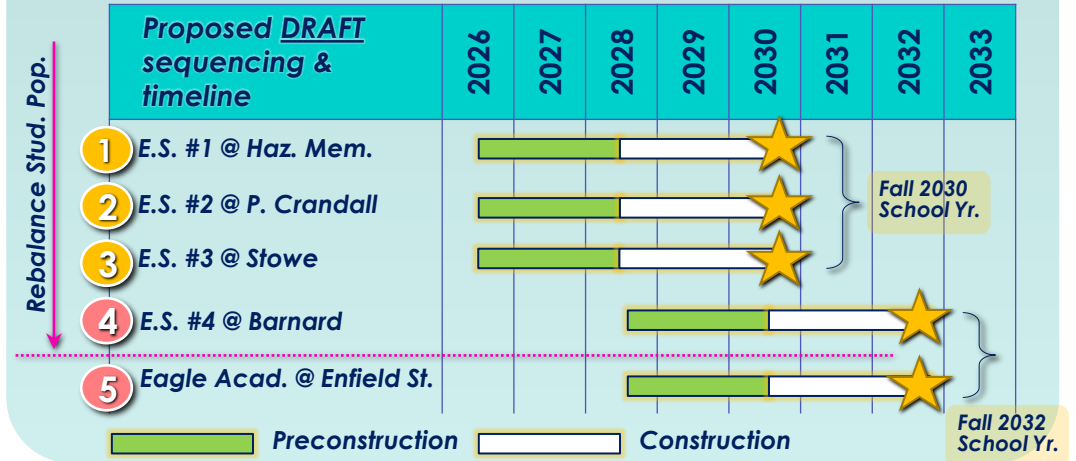 Proposed DRAFT
sequencing &
timeline
2026
2027
2028
2029
2030
2031
2032
2033
Rebalance Stud. Pop.
1 E.S. #1 @ Haz. Mem.
2 E.S. #2 @ P. Crandall
3 E.S. #3 @ Stowe
Fall 2030
School Yr.
4 E.S. #4 @ Barnard
5 Eagle Acad. @ Enfield St.
Fall 2032
School Yr.
Preconstruction
Construction